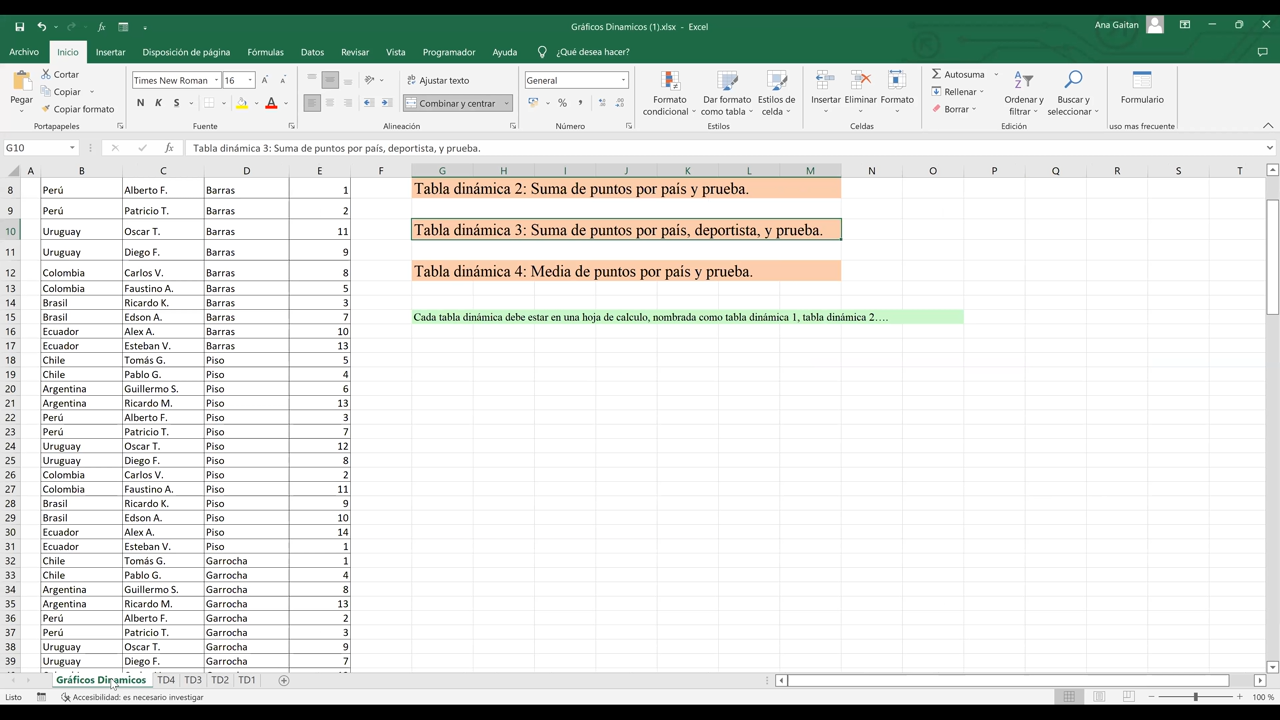 Gráficos Dinamicos (1).xlsx - Excel
Ana Gaitan
Archivo Inicio Insertar Disposición de página Fórmulas Datos Revisar Vista Programador Ayuda ¿Qué desea hacer?
Pegar
Cortar
Copiar
Copiar formato
Portapapeles
Times New Roman 16
N K S
Fuente
Ajustar texto
Combinar y centrar
Alineación
General
Número
Formato condicional
Dar formato como tabla
Estilos de celda
Estilos
Insertar Eliminar Formato
Celdas
Autosuma
Rellenar
Borrar
Ordenar y filtrar
Buscar y seleccionar
Edición
Formulario
uso mas frecuente
G10 fx Tabla dinámica 3: Suma de puntos por país, deportista, y prueba.
A B C D E F G H I J K L M N O P Q R S T
8 Perú Alberto F. Barras 1 Tabla dinámica 2: Suma de puntos por país y prueba.
9 Perú Patricio T. Barras 2
10 Uruguay Oscar T. Barras 11 Tabla dinámica 3: Suma de puntos por país, deportista, y prueba.
11 Uruguay Diego F. Barras 9
12 Colombia Carlos V. Barras 8 Tabla dinámica 4: Media de puntos por país y prueba.
13 Colombia Faustino A. Barras 5
14 Brasil Ricardo K. Barras 3
15 Brasil Edson A. Barras 7 Cada tabla dinámica debe estar en una hoja de calculo, nombrada como tabla dinámica 1, tabla dinámica 2….
16 Ecuador Alex A. Barras 10
17 Ecuador Esteban V. Barras 13
18 Chile Tomás G. Piso 5
19 Chile Pablo G. Piso 4
20 Argentina Guillermo S. Piso 6
21 Argentina Ricardo M. Piso 13
22 Perú Alberto F. Piso 3
23 Perú Patricio T. Piso 7
24 Uruguay Oscar T. Piso 12
25 Uruguay Diego F. Piso 8
26 Colombia Carlos V. Piso 2
27 Colombia Faustino A. Piso 11
28 Brasil Ricardo K. Piso 9
29 Brasil Edson A. Piso 10
30 Ecuador Alex A. Piso 14
31 Ecuador Esteban V. Piso 1
32 Chile Tomás G. Garrocha 1
33 Chile Pablo G. Garrocha 4
34 Argentina Guillermo S. Garrocha 8
35 Argentina Ricardo M. Garrocha 13
36 Perú Alberto F. Garrocha 2
37 Perú Patricio T. Garrocha 3
38 Uruguay Oscar T. Garrocha 9
39 Uruguay Diego F. Garrocha 7
Gráficos Dinamicos TD4 TD3 TD2 TD1
Listo Accesibilidad: es necesario investigar 100 %